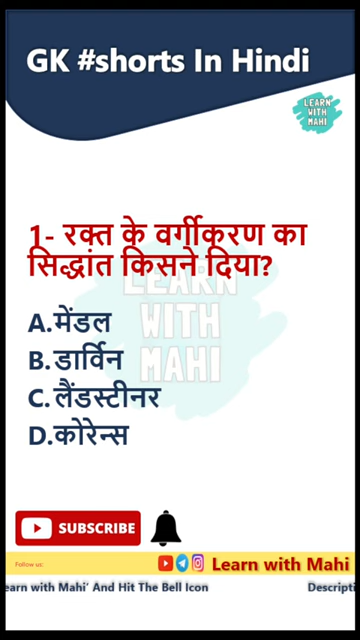 GK #shorts In Hindi
LEARN
WITH
MAHI
1- रक्त के वर्गीकरण का
सिद्धांत किसने दिया?
LEARN
WITH
MAHI
A.मेंडल
B.डार्विन
C.लैंडस्टीनर
D.कोरेन्स
SUBSCRIBE
Follow us:
Learn with Mahi
earn with Mahi’ And Hit The Bell Icon
Descripti